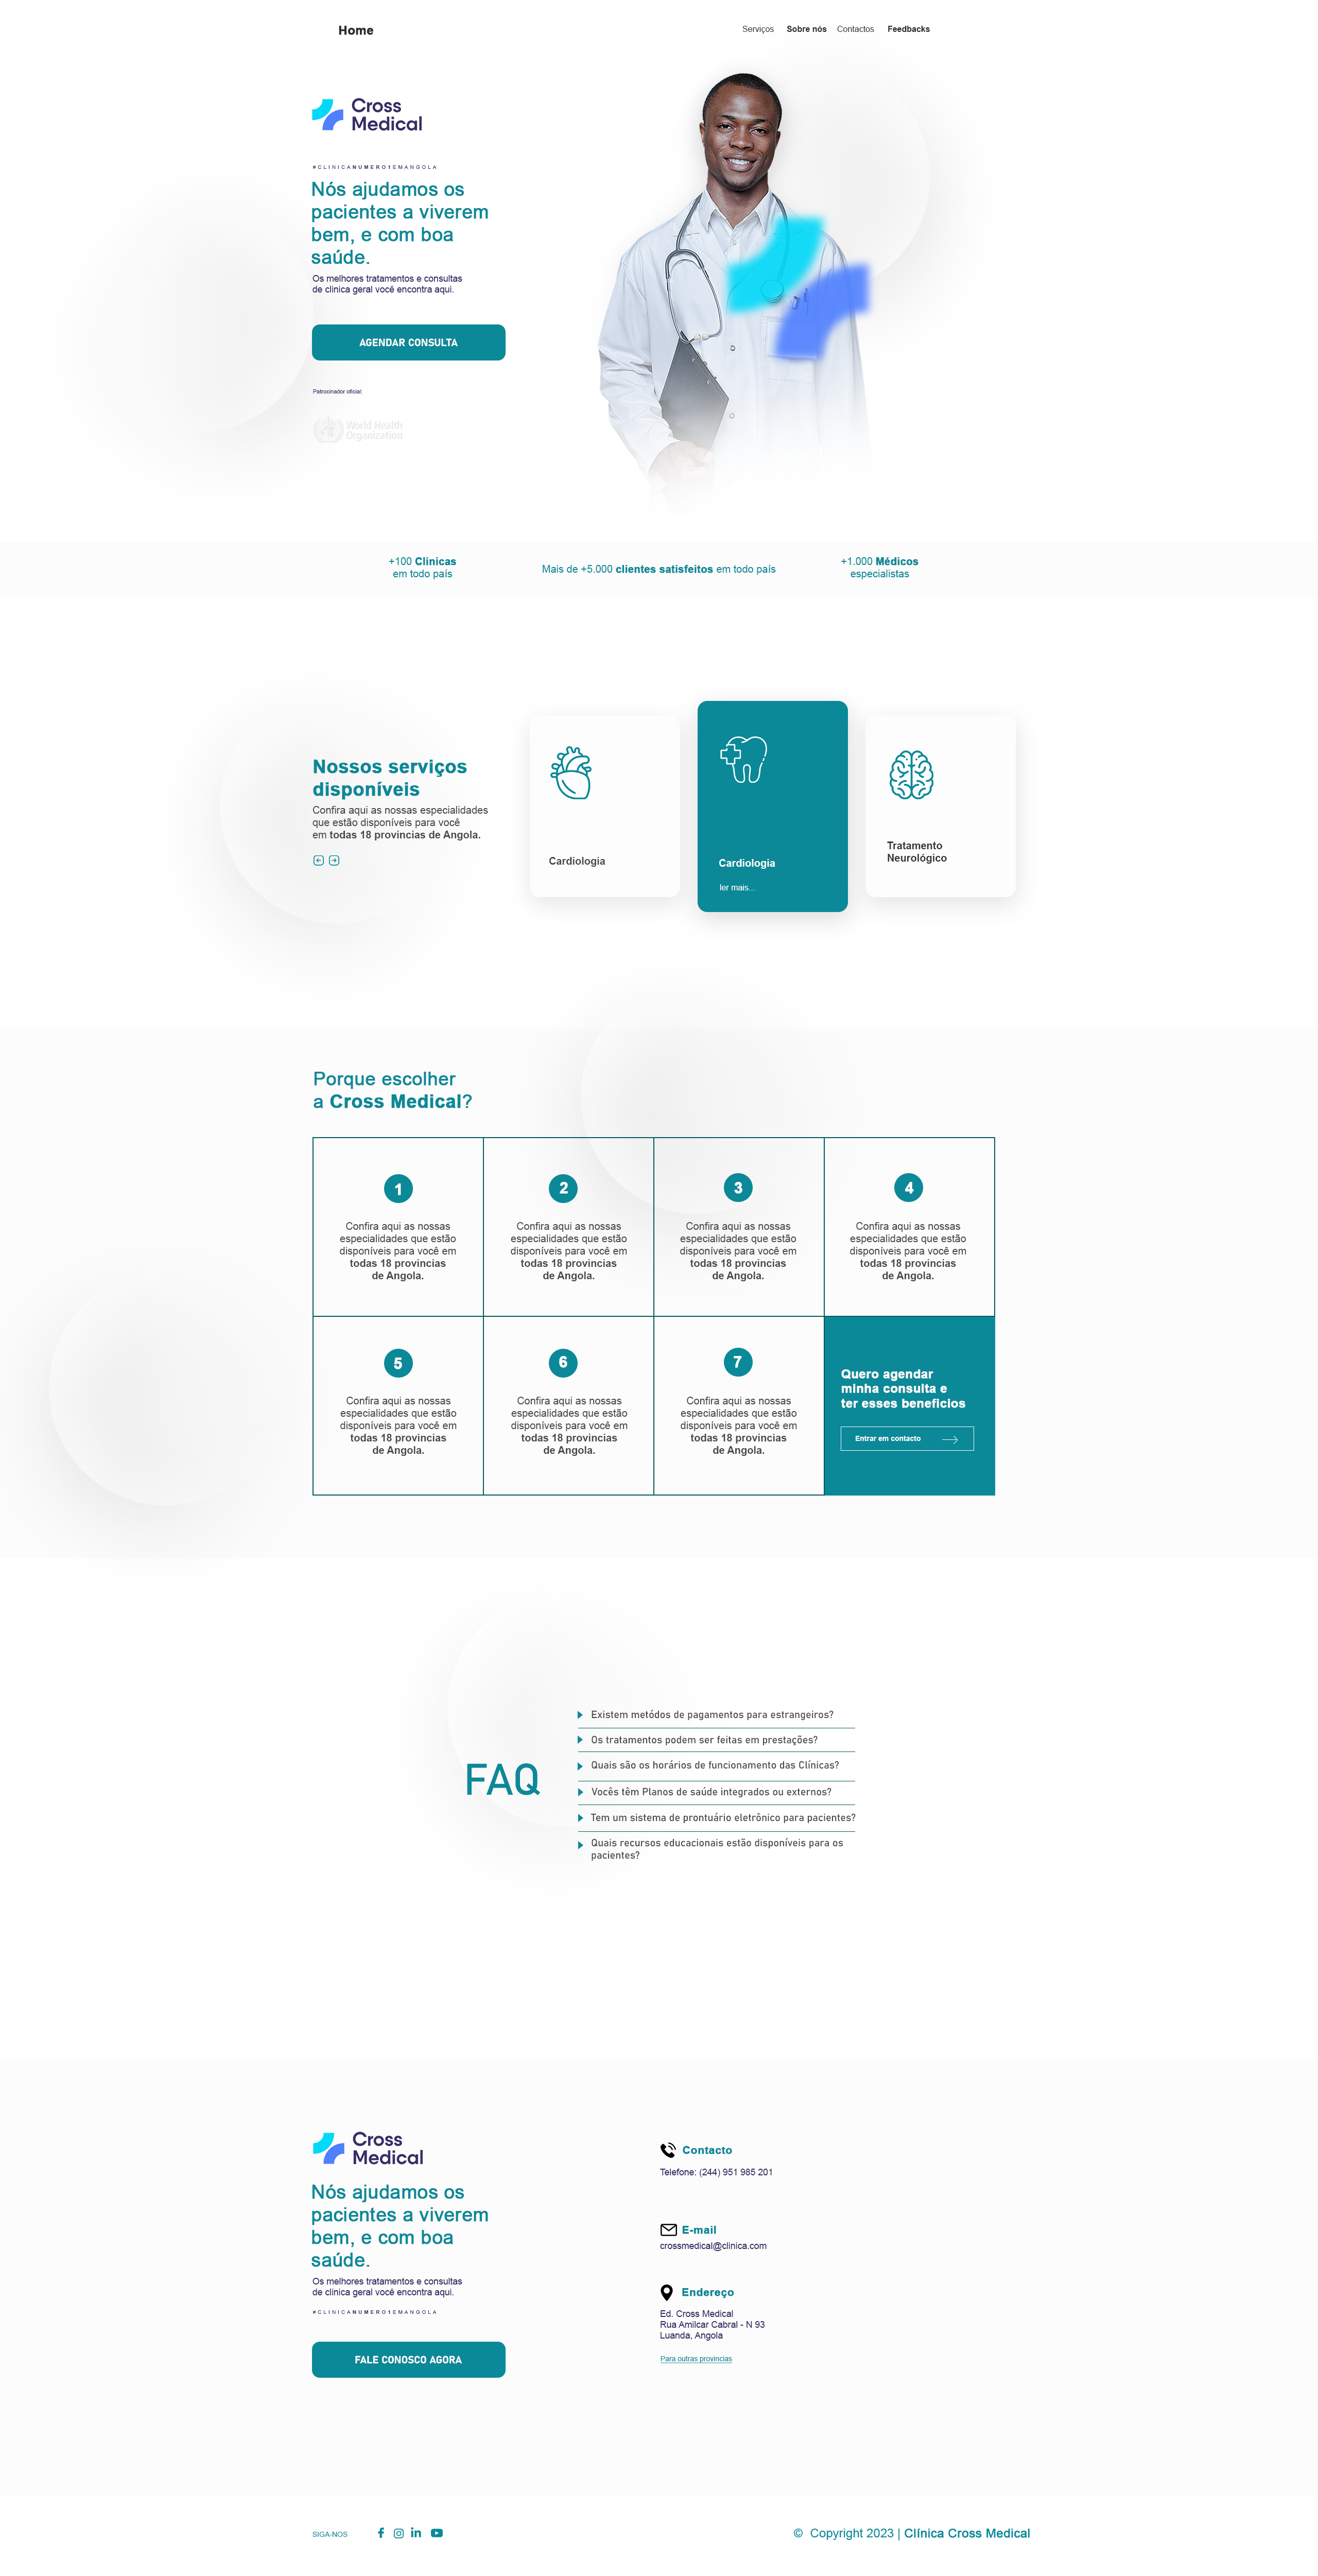 Home
Serviços Sobre nós Contactos Feedbacks
Cross
Medical
#CLINICANUMERO1EMANGOLA
Nós ajudamos os
pacientes a viverem
bem, e com boa
saúde.
Os melhores tratamentos e consultas
de clinica geral você encontra aqui.
AGENDAR CONSULTA
Patrocinador oficial
World Health
Organization
+100 Clinicas
em todo país
Mais de +5.000 clientes satisfeitos em todo país
+1.000 Médicos
especialistas
Nossos serviços
disponíveis
Confira aqui as nossas especialidades
que estão disponíveis para você
em todas 18 provincias de Angola.
Cardiologia
Cardiologia
ler mais...
Tratamento
Neurológico
Porque escolher
a Cross Medical?
1
Confira aqui as nossas
especialidades que estão
disponíveis para você em
todas 18 provincias
de Angola.
2
Confira aqui as nossas
especialidades que estão
disponíveis para você em
todas 18 provincias
de Angola.
3
Confira aqui as nossas
especialidades que estão
disponíveis para você em
todas 18 provincias
de Angola.
4
Confira aqui as nossas
especialidades que estão
disponíveis para você em
todas 18 provincias
de Angola.
5
Confira aqui as nossas
especialidades que estão
disponíveis para você em
todas 18 provincias
de Angola.
6
Confira aqui as nossas
especialidades que estão
disponíveis para você em
todas 18 provincias
de Angola.
7
Confira aqui as nossas
especialidades que estão
disponíveis para você em
todas 18 provincias
de Angola.
Quero agendar
minha consulta e
ter esses beneficios
Entrar em contacto
FAQ
Existem metódos de pagamentos para estrangeiros?
Os tratamentos podem ser feitas em prestações?
Quais são os horários de funcionamento das Clínicas?
Vocês têm Planos de saúde integrados ou externos?
Tem um sistema de prontuário eletrônico para pacientes?
Quais recursos educacionais estão disponíveis para os
pacientes?
Cross
Medical
Nós ajudamos os
pacientes a viverem
bem, e com boa
saúde.
Os melhores tratamentos e consultas
de clinica geral você encontra aqui.
#CLINICANUMERO1EMANGOLA
FALE CONOSCO AGORA
Contacto
Telefone: (244) 951 985 201
E-mail
crossmedical@clinica.com
Endereço
Ed. Cross Medical
Rua Amilcar Cabral - N 93
Luanda, Angola
Para outras provincias
SIGA-NOS
© Copyright 2023 | Clínica Cross Medical